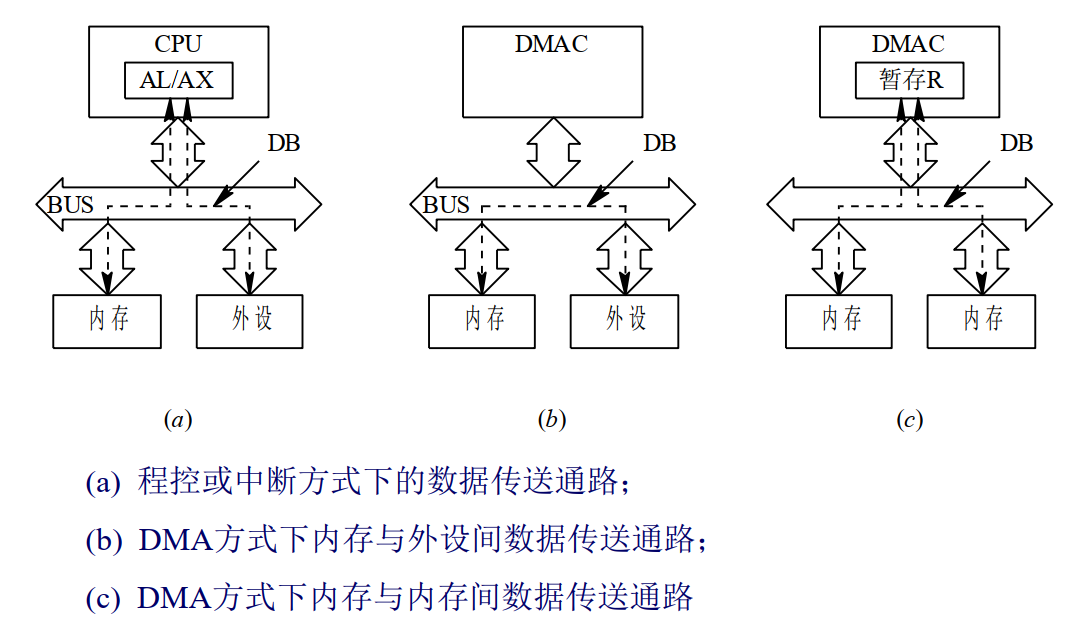 CPU
AL/AX
DB
BUS
内存
外设
(a)
DMAC
DB
BUS
内存
外设
(b)
DMAC
暂存R
DB
内存
内存
(c)
(a) 程控或中断方式下的数据传送通路；
(b) DMA方式下内存与外设间数据传送通路；
(c) DMA方式下内存与内存间数据传送通路